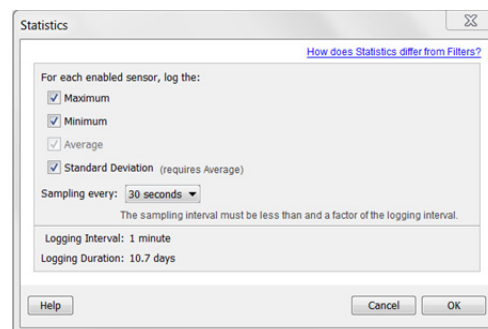 Statistics
How does Statistics differ from Filters?
For each enabled sensor, log the:
Maximum
Minimum
Average
Standard Deviation (requires Average)
Sampling every: 30 seconds
The sampling interval must be less than and a factor of the logging interval.
Logging Interval: 1 minute
Logging Duration: 10.7 days
Help Cancel OK